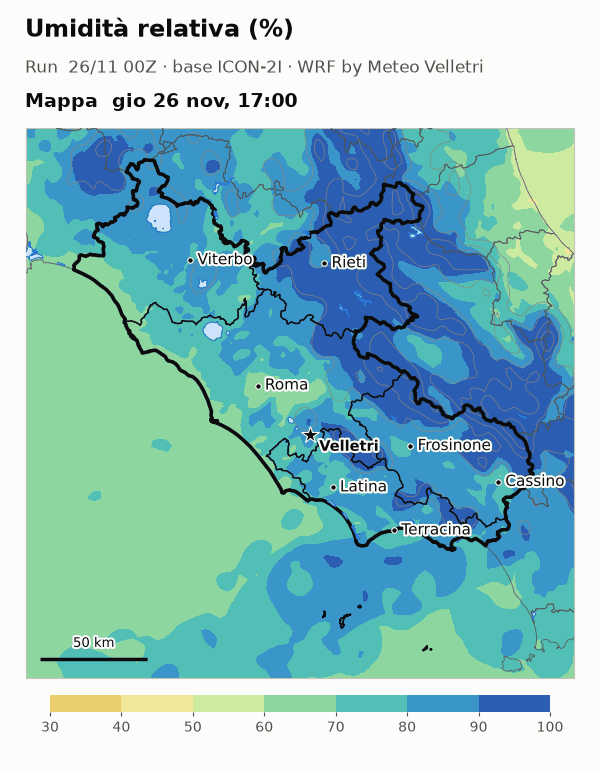 Umidità relativa (%)
Run 26/11 00Z · base ICON-2I · WRF by Meteo Velletri
Mappa gio 26 nov, 17:00
Viterbo
Rieti
Roma
Velletri
Frosinone
Latina
Cassino
Terracina
50 km
30 40 50 60 70 80 90 100